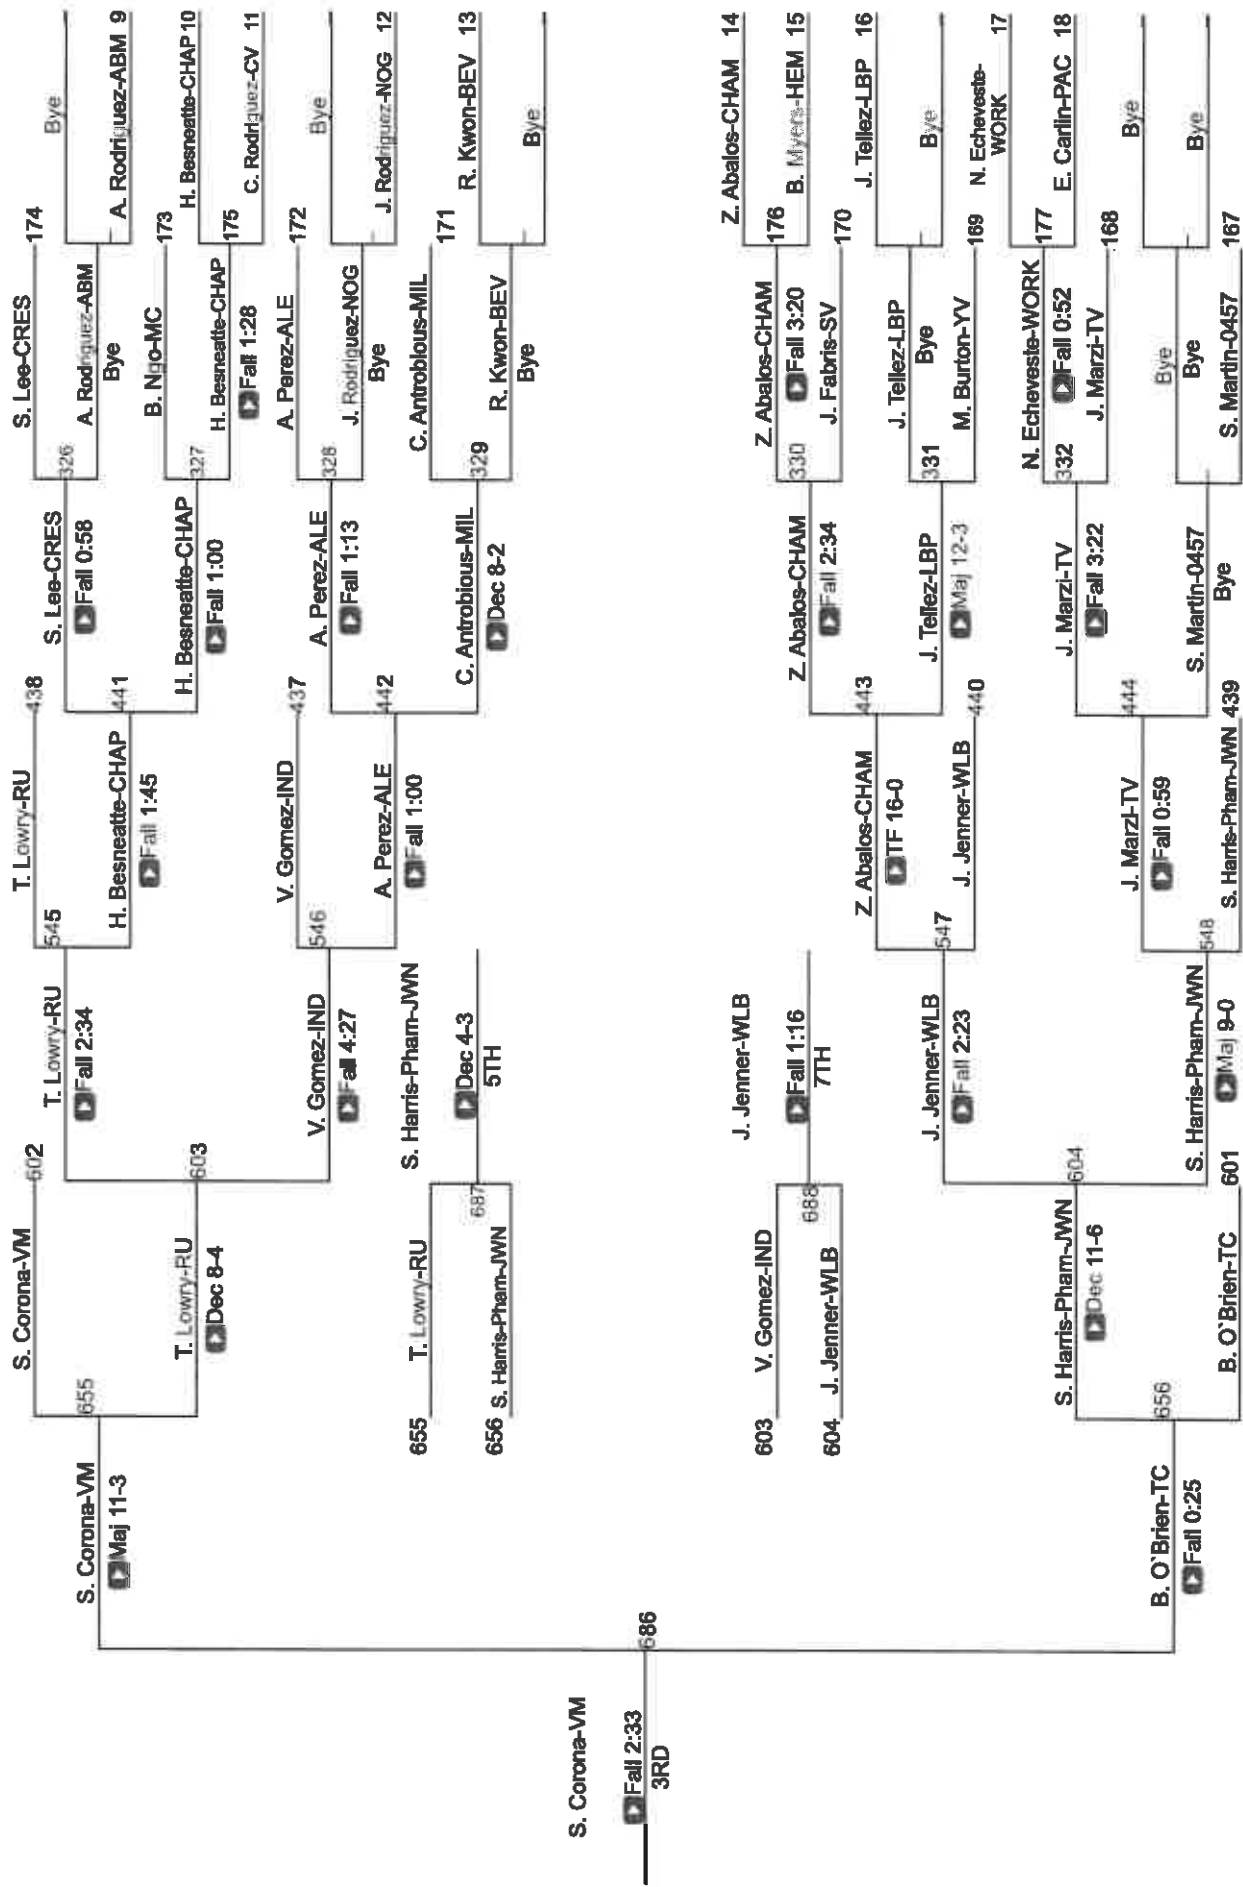 Bye
A. Rodriguez-ABM 9
H. Besneatte-CHAP 10
C. Rodriguez-CV 11
Bye
J. Rodriguez-NOG 12
R. Kwon-BEV 13
Bye
Z. Abalos-CHAM 14
B. Myers-HEM 15
J. Tellez-LBP 16
Bye
N. Echeveste- 17
WORK
E. Carlin-PAC 18
Bye
Bye
S. Lee-CRES 174
A. Rodriguez-ABM
Bye
B. Ngo-MC 173
H. Besneatte-CHAP 175
Fall 1:28
A. Perez-ALE 172
J. Rodriguez-NOG
Bye
C. Antrobious-MIL 171
R. Kwon-BEV
Bye
Z. Abalos-CHAM 176
Fall 3:20
J. Fabris-SV 170
J. Tellez-LBP
Bye
M. Burton-YV 169
N. Echeveste-WORK 177
Fall 0:52
J. Marzi-TV 168
Bye
Bye
S. Martin-0457 167
S. Lee-CRES 326
Fall 0:58
H. Besneatte-CHAP 327
Fall 1:00
A. Perez-ALE 328
Fall 1:13
C. Antrobious-MIL 329
Dec 8-2
Z. Abalos-CHAM 330
Fall 2:34
J. Tellez-LBP 331
Maj 12-3
J. Marzi-TV 332
Fall 3:22
S. Martin-0457
Bye
T. Lowry-RU 438
H. Besneatte-CHAP 441
Fall 1:45
V. Gomez-IND 437
A. Perez-ALE 442
Fall 1:00
Z. Abalos-CHAM 443
TF 16-0
J. Jenner-WLB 440
J. Marzi-TV 444
Fall 0:59
S. Harris-Pham-JWN 439
T. Lowry-RU 545
Fall 2:34
V. Gomez-IND 546
Fall 4:27
J. Jenner-WLB 547
Fall 2:23
S. Harris-Pham-JWN 548
Maj 9-0
S. Corona-VM 602
T. Lowry-RU 603
Dec 8-4
S. Harris-Pham-JWN 604
Dec 11-6
B. O`Brien-TC 601
S. Corona-VM 655
Maj 11-3
B. O`Brien-TC 656
Fall 0:25
S. Corona-VM 686
Fall 2:33
3RD
655 T. Lowry-RU
656 S. Harris-Pham-JWN
687
S. Harris-Pham-JWN
Dec 4-3
5TH
603 V. Gomez-IND
604 J. Jenner-WLB
688
J. Jenner-WLB
Fall 1:16
7TH